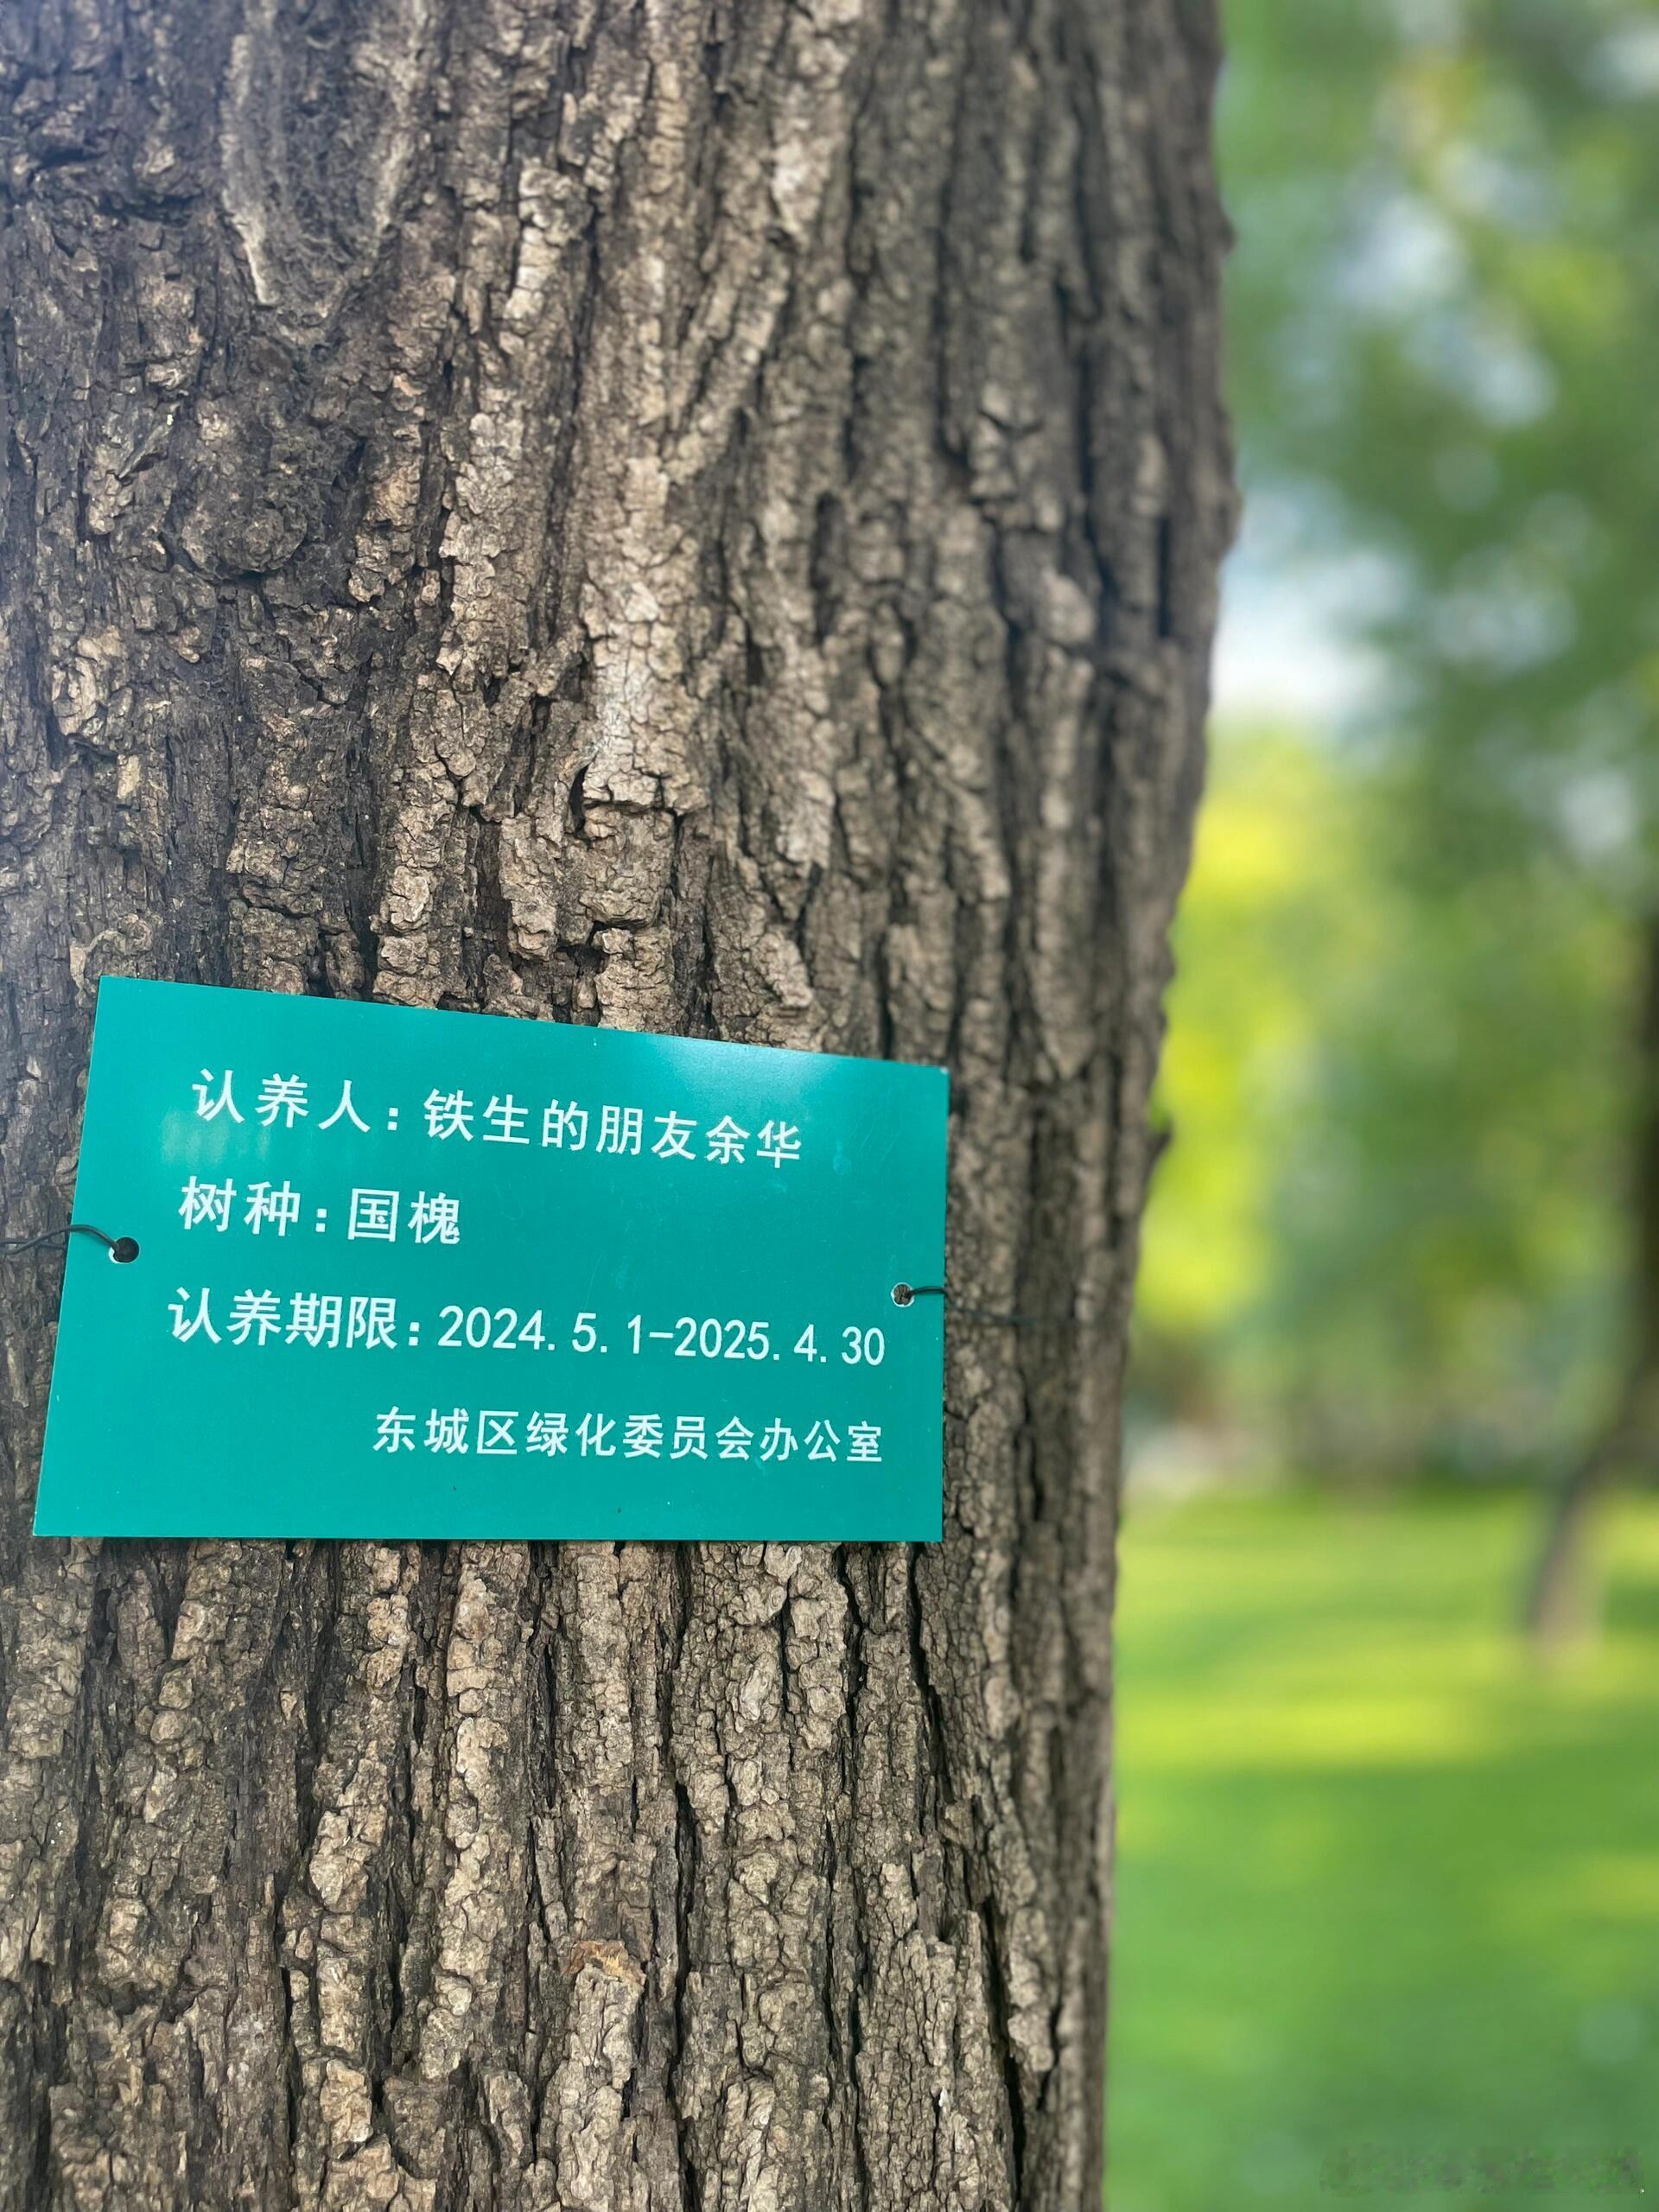 认养人:铁生的朋友余华
树种:国槐
认养期限:2024.5.1-2025.4.30
东城区绿化委员会办公室